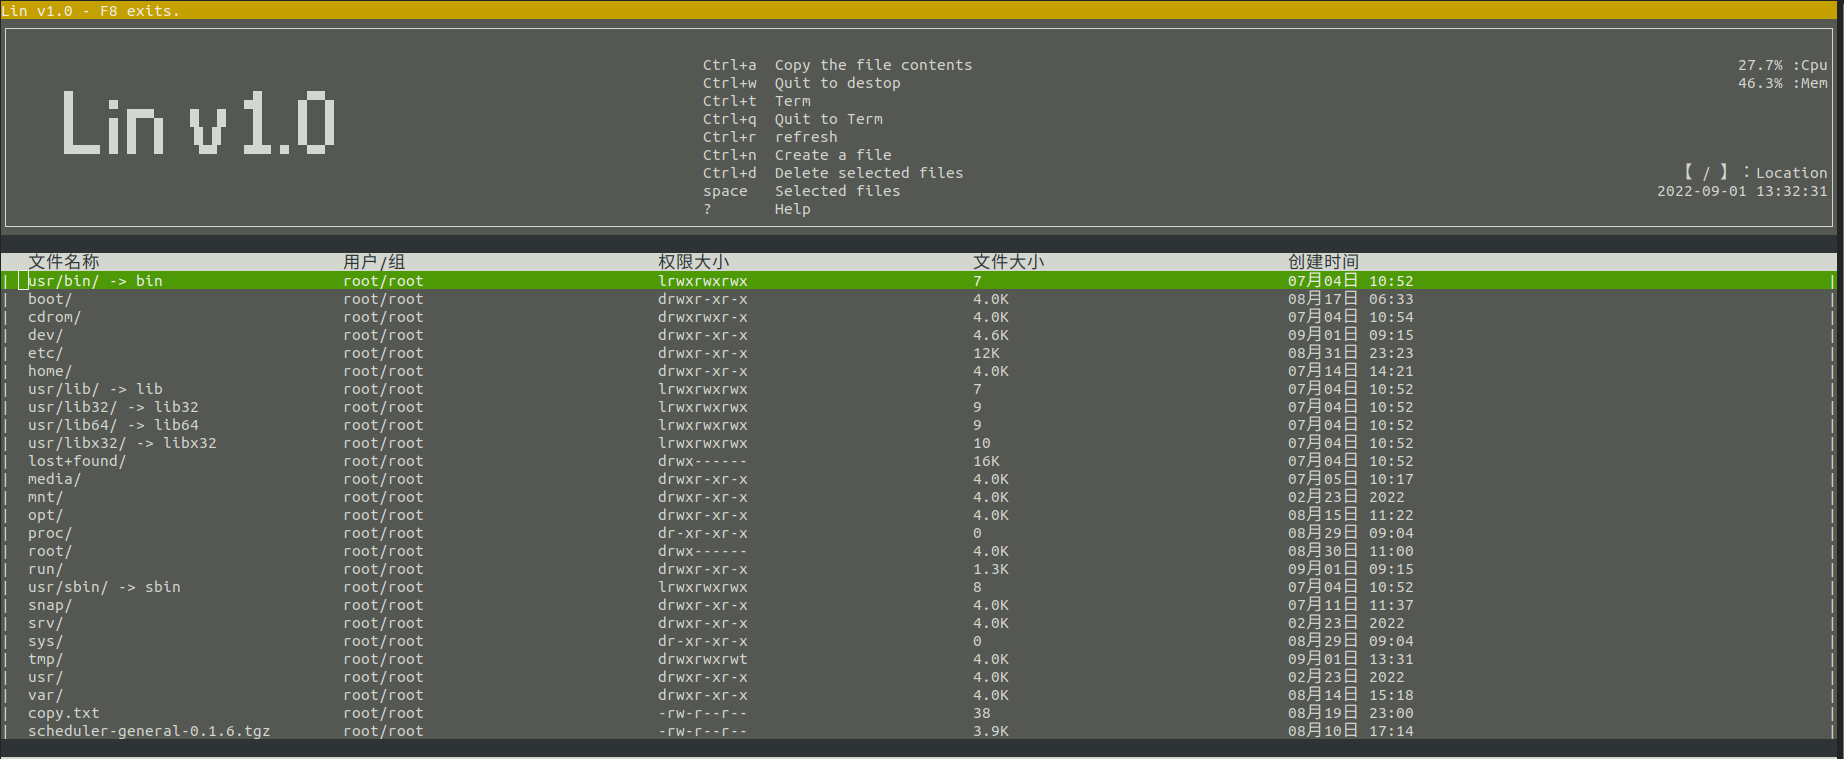 Lin v1.0 - F8 exits.
Ctrl+a  Copy the file contents  27.7% :Cpu
Ctrl+w  Quit to destop  46.3% :Mem
Lin v1.0
Ctrl+t  Term
Ctrl+q  Quit to Term
Ctrl+r  refresh
Ctrl+n  Create a file
Ctrl+d  Delete selected files  【 / 】：Location
space  Selected files  2022-09-01 13:32:31
?  Help
文件名称  用户/组  权限大小  文件大小  创建时间
| usr/bin/ -> bin  root/root  lrwxrwxrwx  7  07月04日 10:52 |
| boot/  root/root  drwxr-xr-x  4.0K  08月17日 06:33 |
| cdrom/  root/root  drwxrwxr-x  4.0K  07月04日 10:54 |
| dev/  root/root  drwxr-xr-x  4.6K  09月01日 09:15 |
| etc/  root/root  drwxr-xr-x  12K  08月31日 23:23 |
| home/  root/root  drwxr-xr-x  4.0K  07月14日 14:21 |
| usr/lib/ -> lib  root/root  lrwxrwxrwx  7  07月04日 10:52 |
| usr/lib32/ -> lib32  root/root  lrwxrwxrwx  9  07月04日 10:52 |
| usr/lib64/ -> lib64  root/root  lrwxrwxrwx  9  07月04日 10:52 |
| usr/libx32/ -> libx32  root/root  lrwxrwxrwx  10  07月04日 10:52 |
| lost+found/  root/root  drwx------  16K  07月04日 10:52 |
| media/  root/root  drwxr-xr-x  4.0K  07月05日 10:17 |
| mnt/  root/root  drwxr-xr-x  4.0K  02月23日 2022 |
| opt/  root/root  drwxr-xr-x  4.0K  08月15日 11:22 |
| proc/  root/root  dr-xr-xr-x  0  08月29日 09:04 |
| root/  root/root  drwx------  4.0K  08月30日 11:00 |
| run/  root/root  drwxr-xr-x  1.3K  09月01日 09:15 |
| usr/sbin/ -> sbin  root/root  lrwxrwxrwx  8  07月04日 10:52 |
| snap/  root/root  drwxr-xr-x  4.0K  07月11日 11:37 |
| srv/  root/root  drwxr-xr-x  4.0K  02月23日 2022 |
| sys/  root/root  dr-xr-xr-x  0  08月29日 09:04 |
| tmp/  root/root  drwxrwxrwt  4.0K  09月01日 13:31 |
| usr/  root/root  drwxr-xr-x  4.0K  02月23日 2022 |
| var/  root/root  drwxr-xr-x  4.0K  08月14日 15:18 |
| copy.txt  root/root  -rw-r--r--  38  08月19日 23:00 |
| scheduler-general-0.1.6.tgz  root/root  -rw-r--r--  3.9K  08月10日 17:14 |